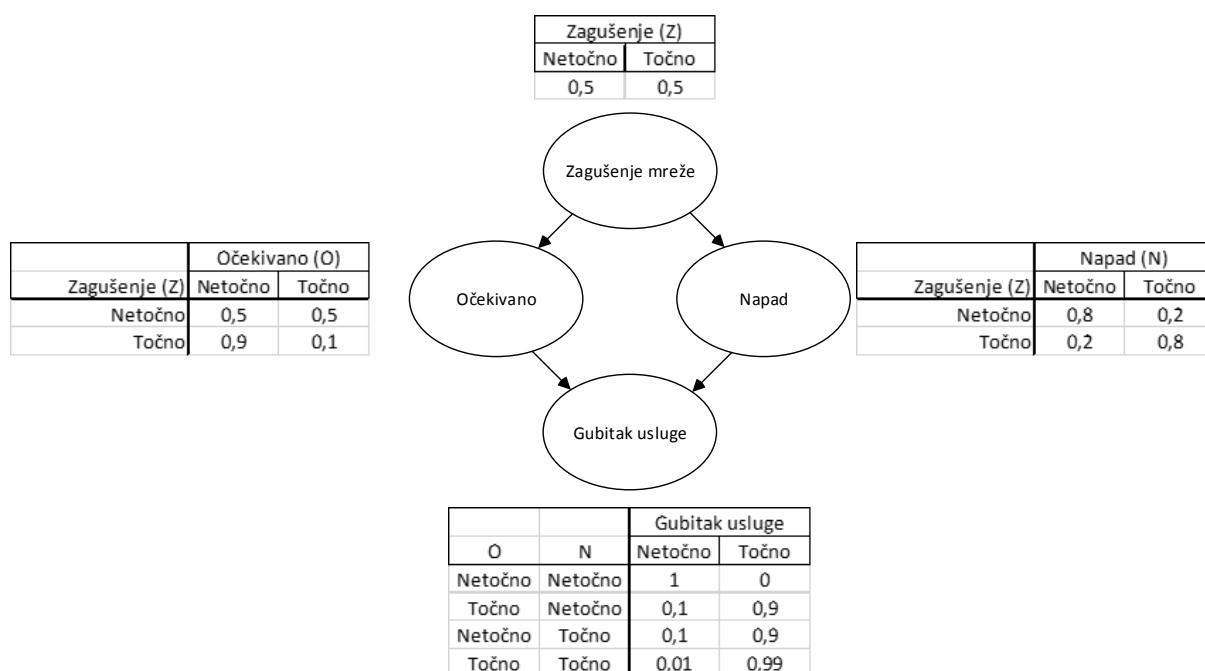 Zagušenje (Z)
Netočno Točno
0,5 0,5
Zagušenje mreže
Očekivano (O)
Zagušenje (Z) Netočno Točno
Netočno 0,5 0,5
Točno 0,9 0,1
Očekivano
Napad
Napad (N)
Zagušenje (Z) Netočno Točno
Netočno 0,8 0,2
Točno 0,2 0,8
Gubitak usluge
Gubitak usluge
O N Netočno Točno
Netočno Netočno 1 0
Točno Netočno 0,1 0,9
Netočno Točno 0,1 0,9
Točno Točno 0,01 0,99